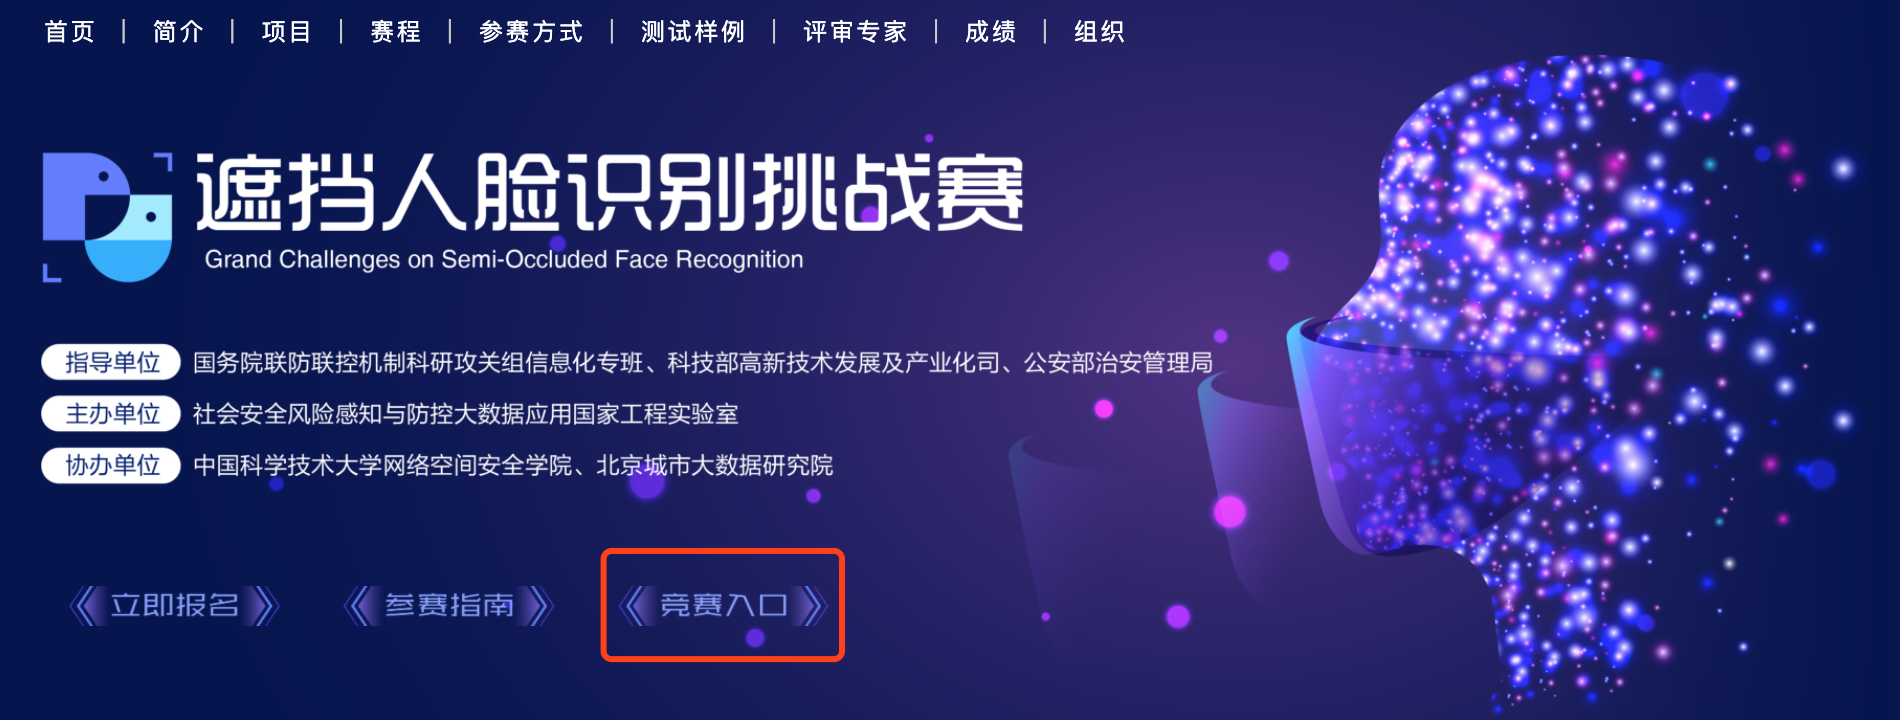 首页 | 简介 | 项目 | 赛程 | 参赛方式 | 测试样例 | 评审专家 | 成绩 | 组织
遮挡人脸识别挑战赛
Grand Challenges on Semi-Occluded Face Recognition
指导单位 国务院联防联控机制科研攻关组信息化专班、科技部高新技术发展及产业化司、公安部治安管理局
主办单位 社会安全风险感知与防控大数据应用国家工程实验室
协办单位 中国科学技术大学网络空间安全学院、北京城市大数据研究院
立即报名 参赛指南 竞赛入口